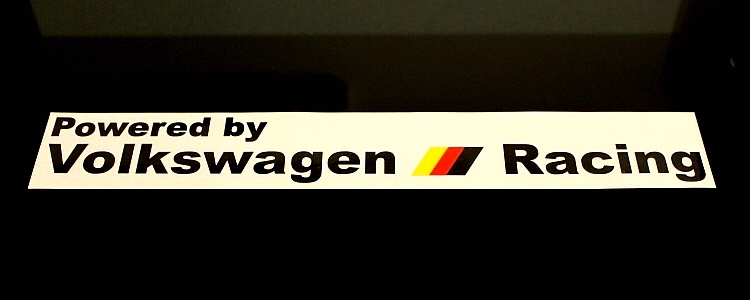 Powered by
Volkswagen Racing